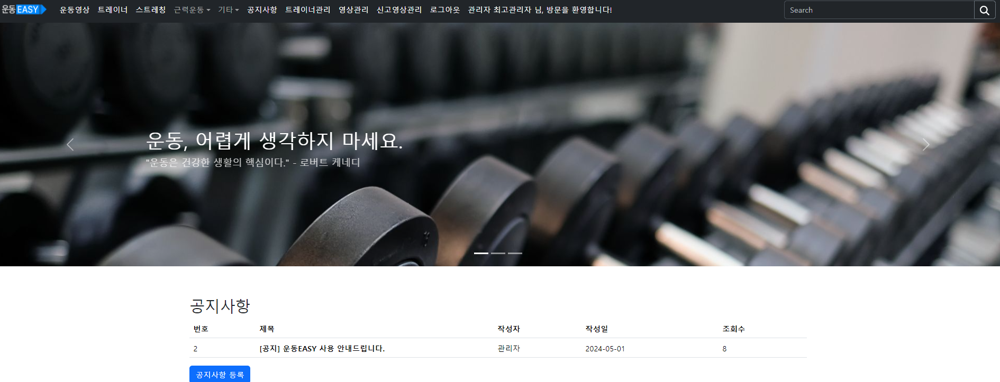 운동EASY 운동영상 트레이너 스트레칭 근력운동 기타 공지사항 트레이너관리 영상관리 신고영상관리 로그아웃 관리자 최고관리자 님, 방문을 환영합니다! Search
운동, 어렵게 생각하지 마세요.
"운동은 건강한 생활의 핵심이다." - 로버트 케네디
공지사항
번호 제목 작성자 작성일 조회수
2 [공지] 운동EASY 사용 안내드립니다. 관리자 2024-05-01 8
공지사항 등록